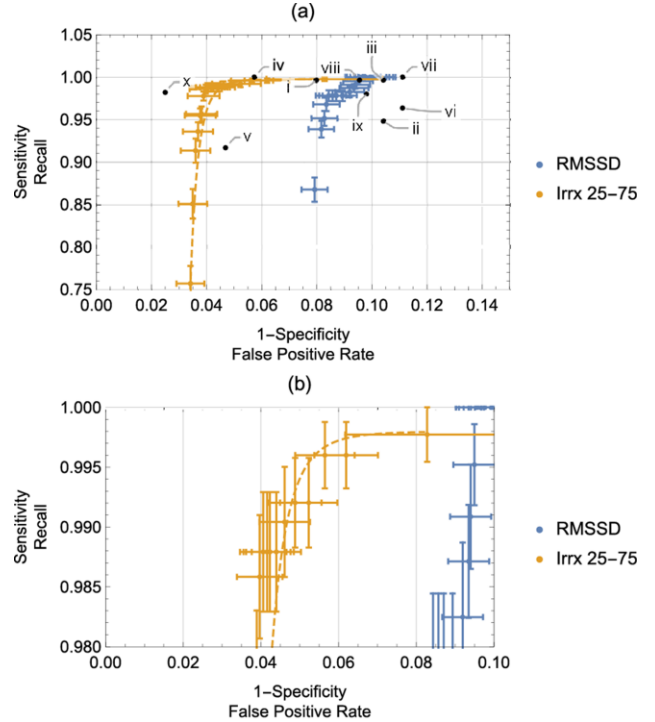 (a)
1.05
1.00
0.95
0.90
0.85
0.80
0.75
Sensitivity
Recall
x
iv
i
viii
iii
vii
v
ix
vi
ii
RMSSD
Irrx 25–75
0.00 0.02 0.04 0.06 0.08 0.10 0.12 0.14
1–Specificity
False Positive Rate
(b)
1.000
0.995
0.990
0.985
0.980
Sensitivity
Recall
RMSSD
Irrx 25–75
0.00 0.02 0.04 0.06 0.08 0.10
1–Specificity
False Positive Rate